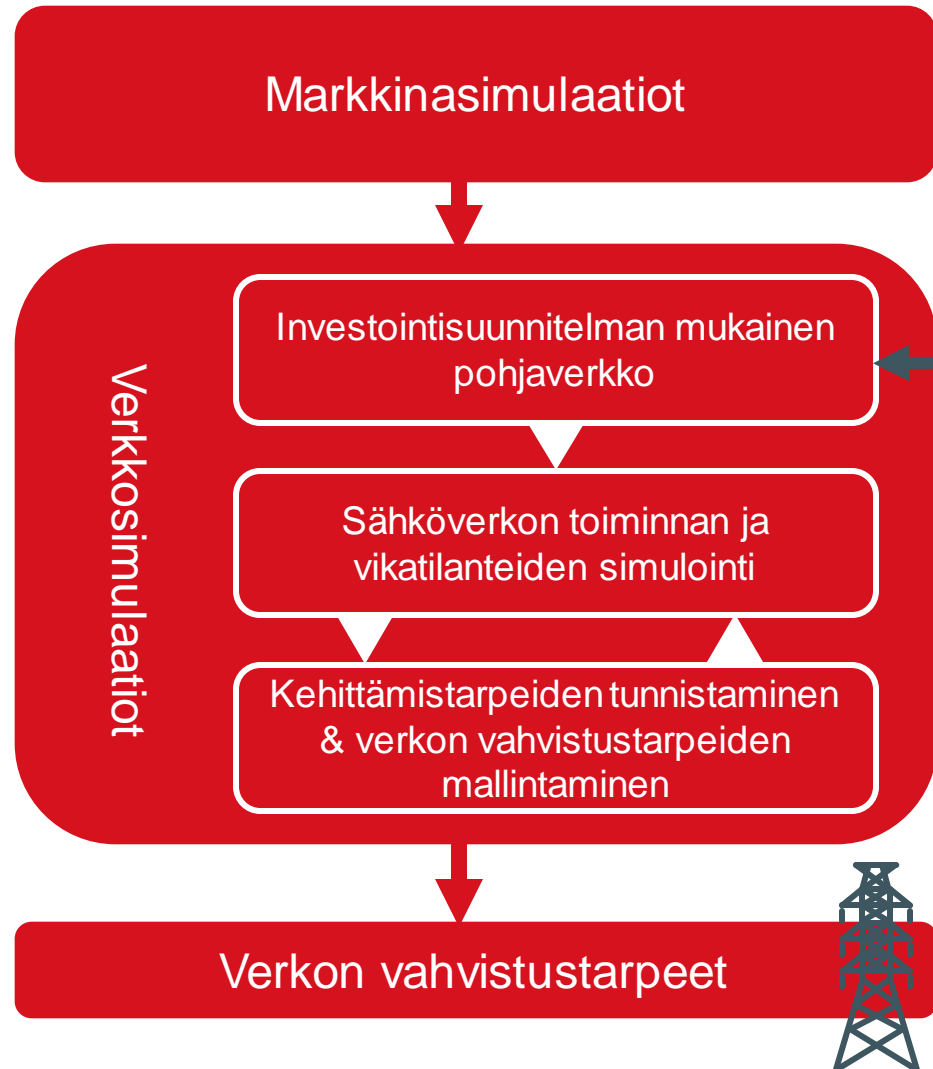 Markkinasimulaatiot
Verkkosimulaatiot
Investointisuunnitelman mukainen
pohjaverkko
Sähköverkon toiminnan ja
vikatilanteiden simulointi
Kehittämistarpeiden tunnistaminen
& verkon vahvistustarpeiden
mallintaminen
Verkon vahvistustarpeet